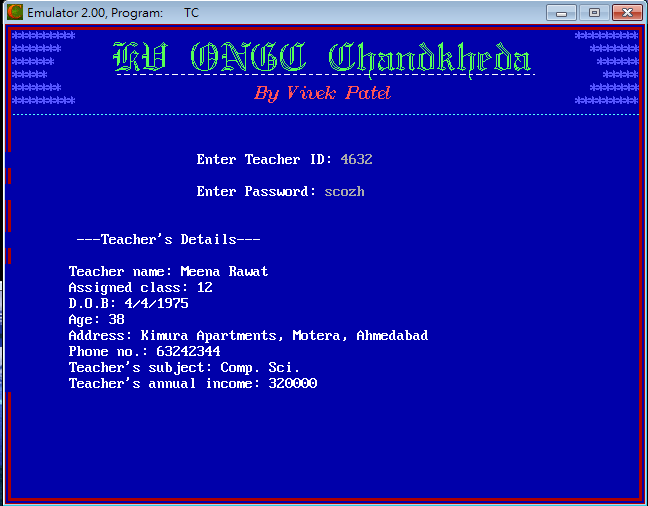 Emulator 2.00, Program: TC
KV ONGC Chandkheda
By Vivek Patel
Enter Teacher ID: 4632
Enter Password: scozh
---Teacher's Details---
Teacher name: Meena Rawat
Assigned class: 12
D.O.B: 4/4/1975
Age: 38
Address: Kimura Apartments, Motera, Ahmedabad
Phone no.: 63242344
Teacher's subject: Comp. Sci.
Teacher's annual income: 320000